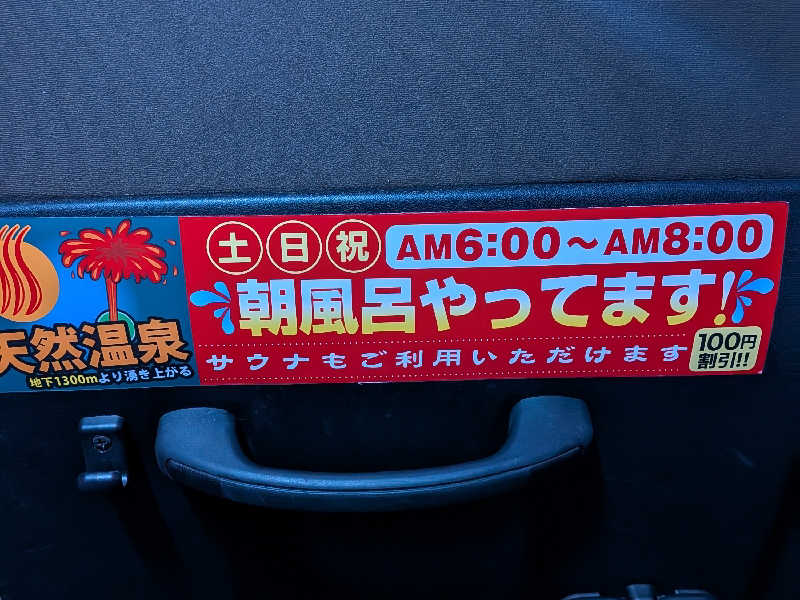 天然温泉
地下1300mより湧き上がる
土 日 祝 AM6:00～AM8:00
朝風呂やってます!
サウナもご利用いただけます
100円
割引!!